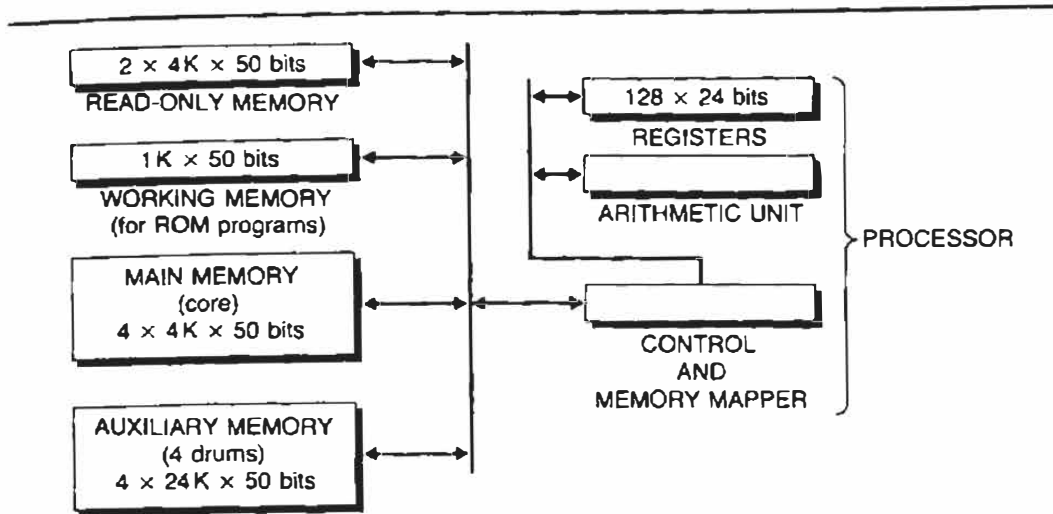 2 × 4K × 50 bits
READ-ONLY MEMORY
1K × 50 bits
WORKING MEMORY
(for ROM programs)
MAIN MEMORY
(core)
4 × 4K × 50 bits
AUXILIARY MEMORY
(4 drums)
4 × 24K × 50 bits
128 × 24 bits
REGISTERS
ARITHMETIC UNIT
CONTROL
AND
MEMORY MAPPER
PROCESSOR